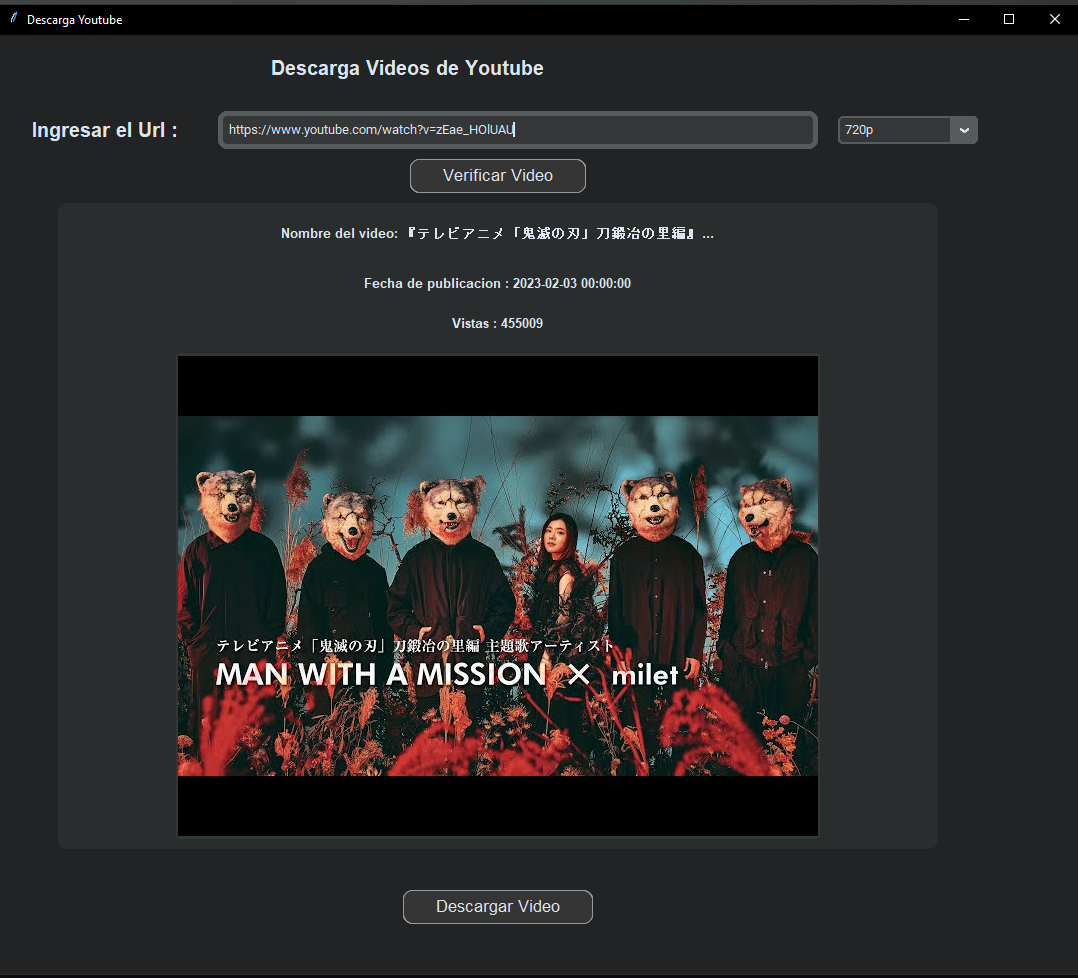 Descarga Youtube
Descarga Videos de Youtube
Ingresar el Url :
https://www.youtube.com/watch?v=zEae_HOlUAU
720p
Verificar Video
Nombre del video: 『テレビアニメ「鬼滅の刃」刀鍛冶の里編』...
Fecha de publicacion : 2023-02-03 00:00:00
Vistas : 455009
テレビアニメ「鬼滅の刃」刀鍛冶の里編 主題歌アーティスト
MAN WITH A MISSION × milet
Descargar Video